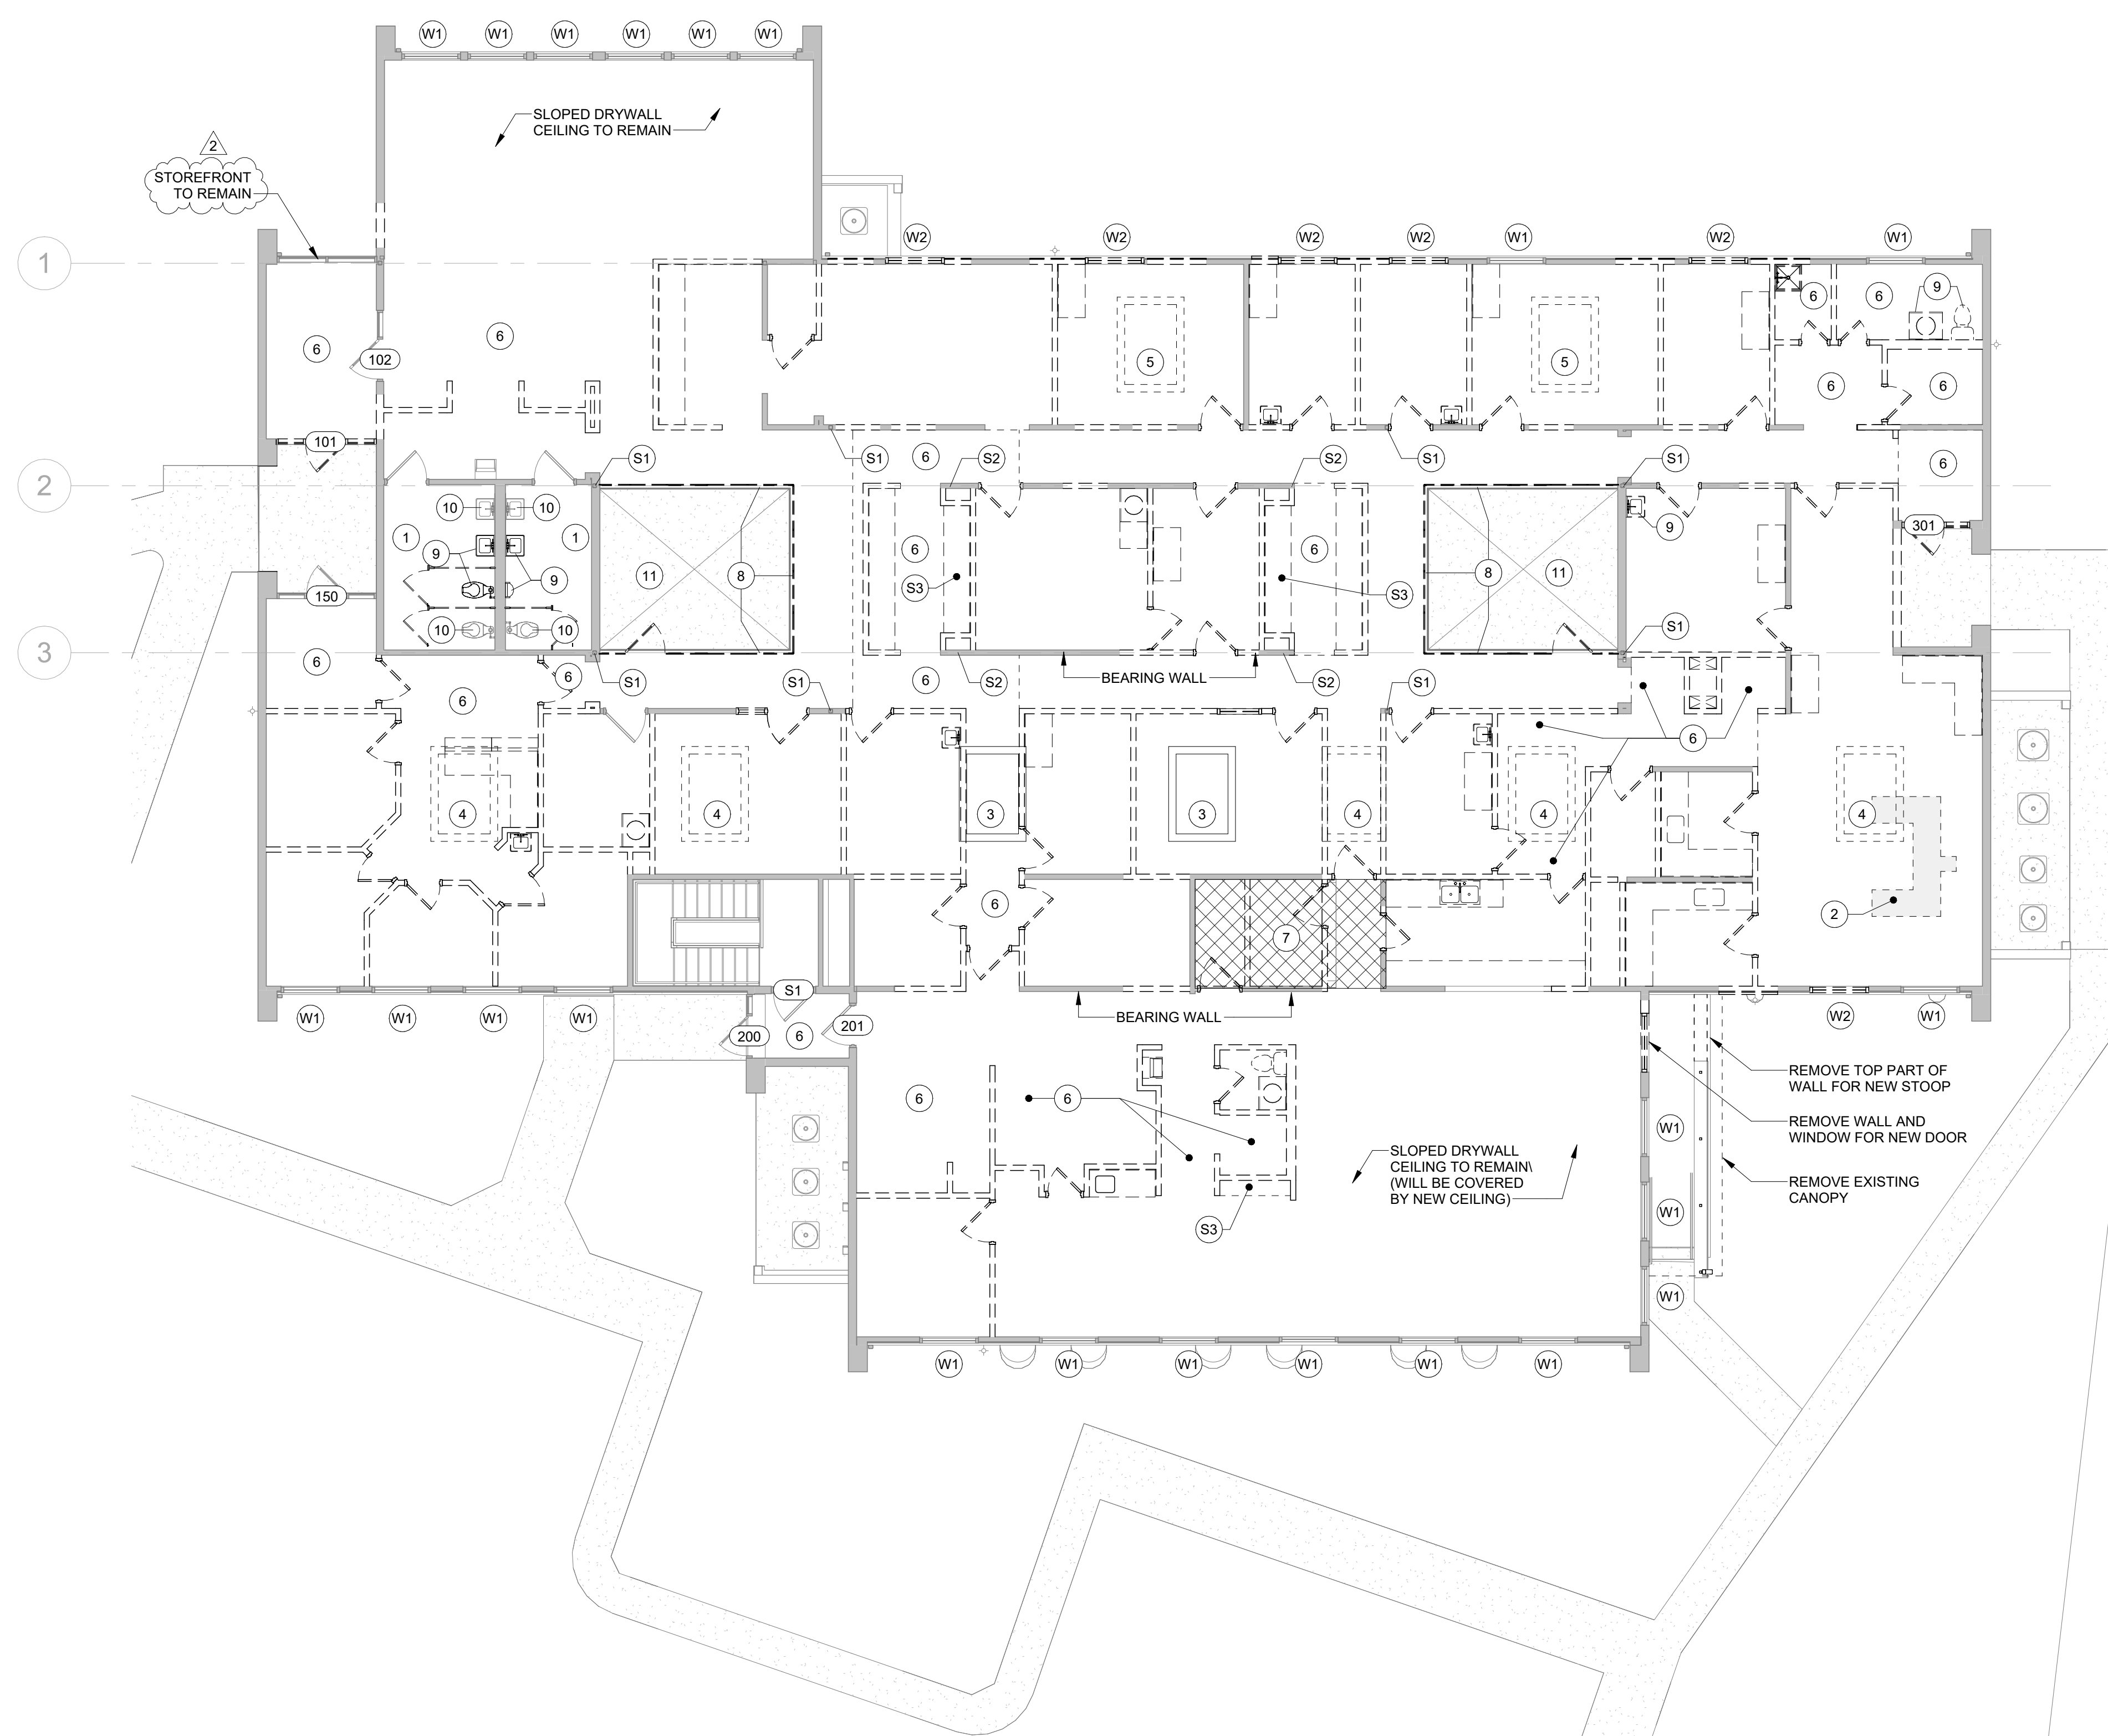 W1 W1 W1 W1 W1 W1
SLOPED DRYWALL
CEILING TO REMAIN
2
STOREFRONT
TO REMAIN
W2 W2 W2 W2 W1 W2 W1
1
6 6 9
6 6
102
5 5
6 6
101
S1 6 S1 S1
S1 S2 S2 S1 6
2
10 10
9 301
1 1
9 6 6
11 8 8 11
9 S3
S3
150
10 10 S1
3
6
6 BEARING WALL
S1 S1 6 S2 S2 S1
6
6
4 4 3 3 4 4 4
6 2
7
S1
W1 W1 W1 W1 BEARING WALL W2 W1
200 6 201
REMOVE TOP PART OF
WALL FOR NEW STOOP
6 6
REMOVE WALL AND
WINDOW FOR NEW DOOR
W1
SLOPED DRYWALL
CEILING TO REMAIN\
(WILL BE COVERED
BY NEW CEILING)
REMOVE EXISTING
CANOPY
W1
S3
W1
W1 W1 W1 W1 W1 W1